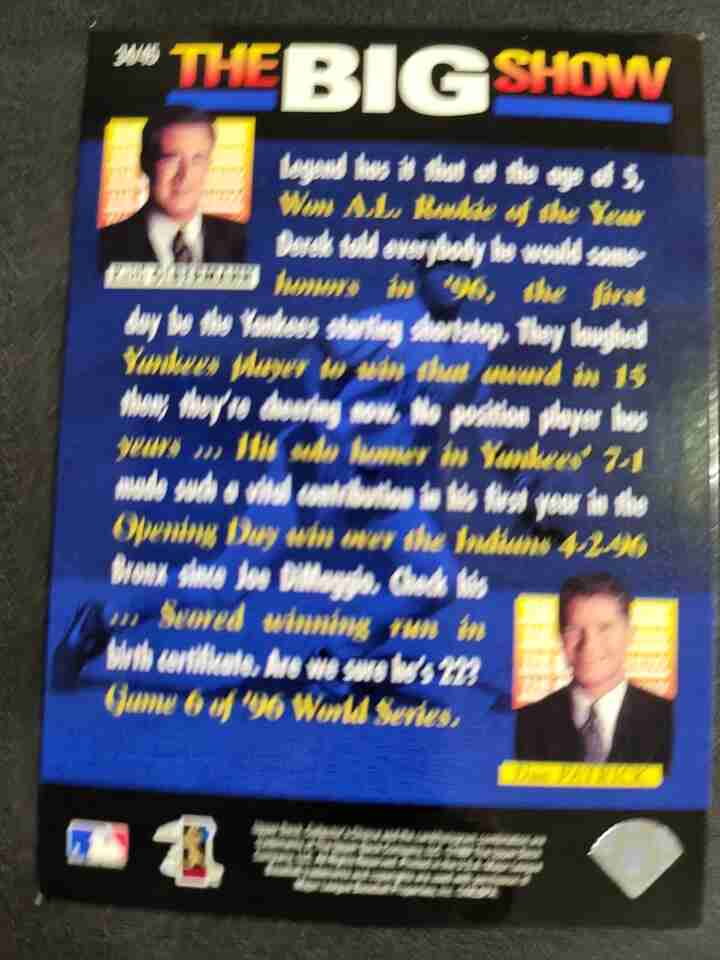 34/45
THE BIG SHOW
Legend has it that at the age of 5,
Won A.L. Rookie of the Year
Derek told everybody he would some-
honors in '96, the first
day be the Yankees starting shortstop. They laughed
Yankees player to win that award in 15
then; they're cheering now. No position player has
years ... Hit solo homer in Yankees' 7-1
made such a vital contribution in his first year in the
Opening Day win over the Indians 4-2-96
Bronx since Joe DiMaggio. Check his
... Scored winning run in
birth certificate. Are we sure he's 22?
Game 6 of '96 World Series.
Dan PATRICK